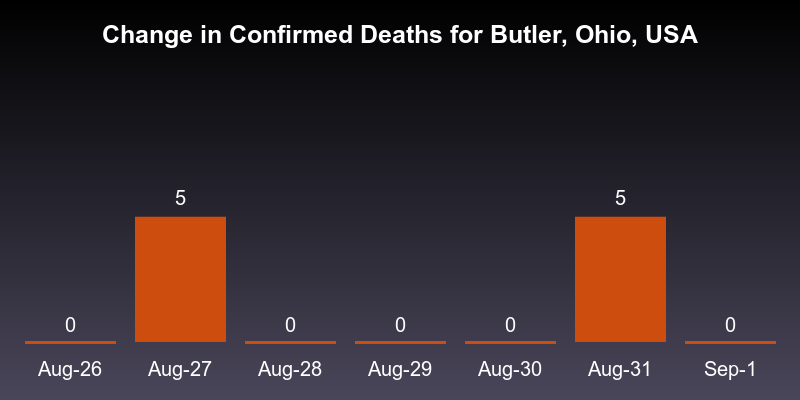 Change in Confirmed Deaths for Butler, Ohio, USA
5 5
0 0 0 0 0
Aug-26 Aug-27 Aug-28 Aug-29 Aug-30 Aug-31 Sep-1